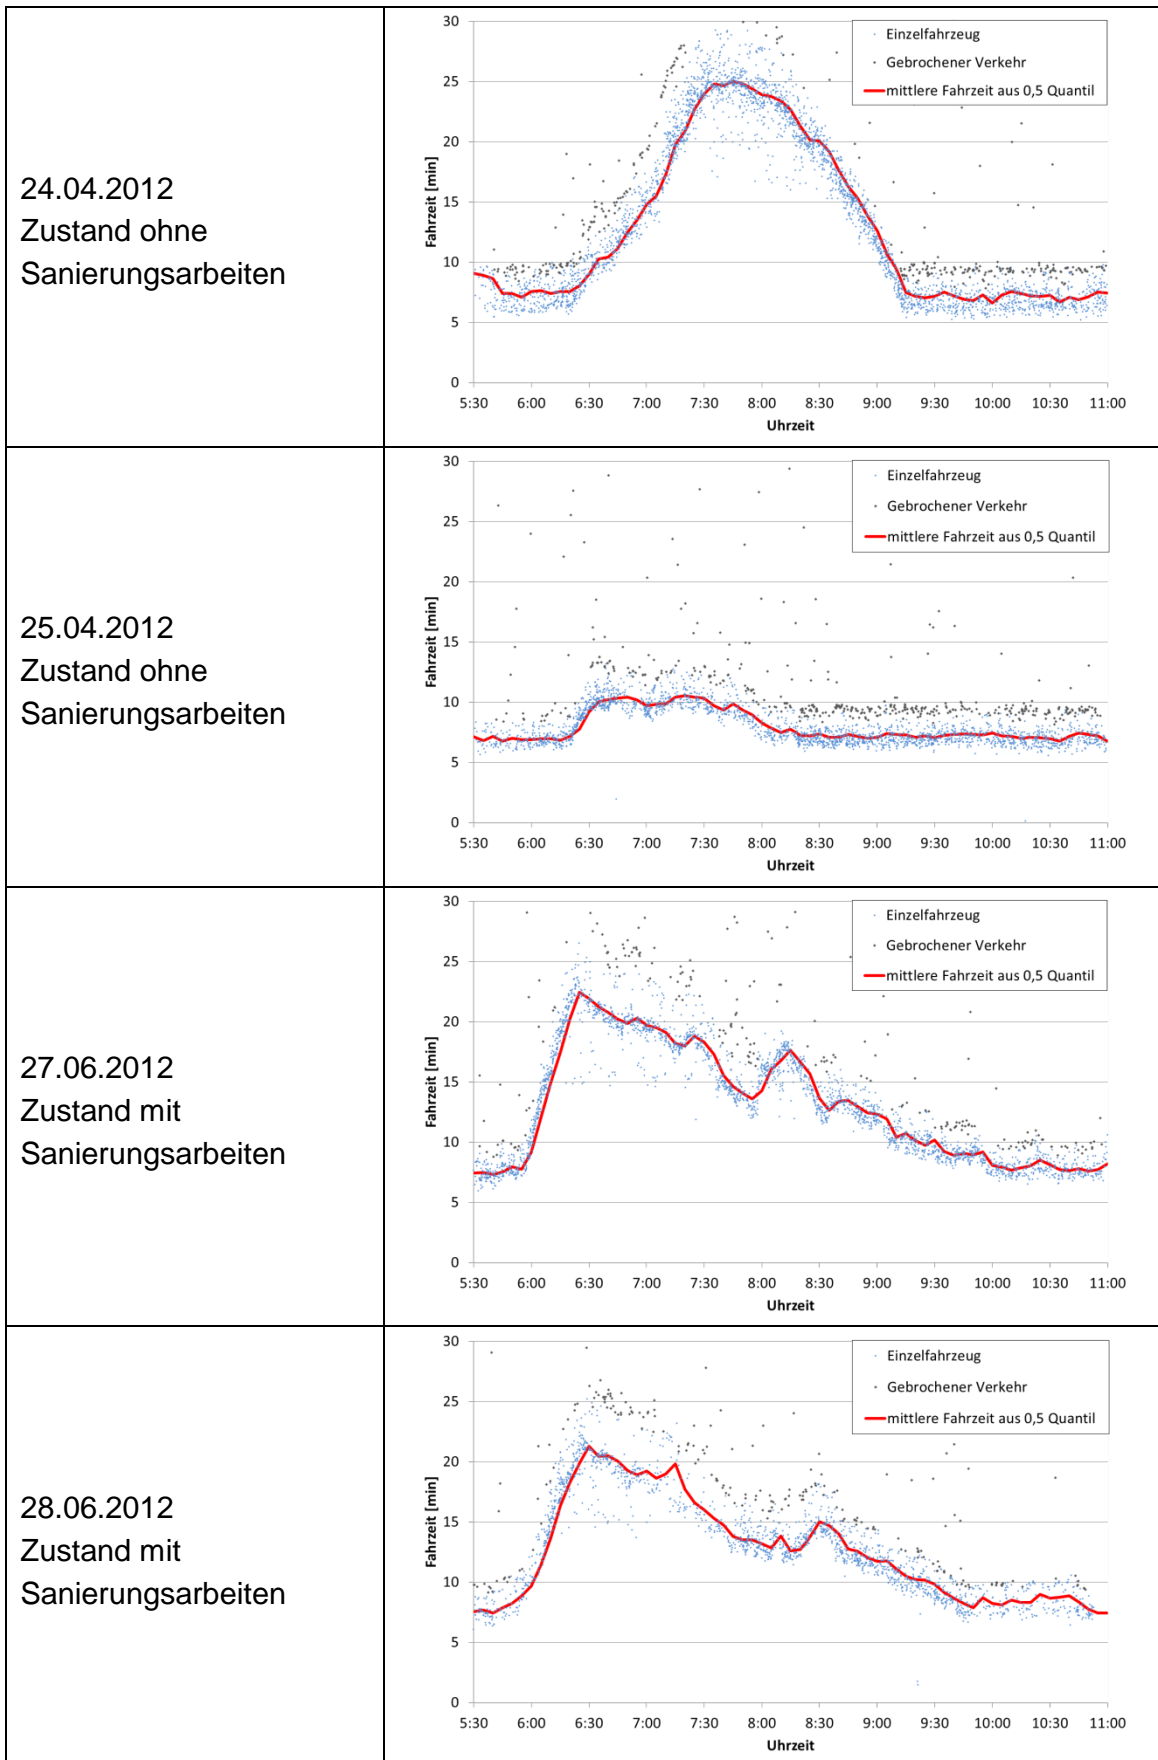 24.04.2012
Zustand ohne
Sanierungsarbeiten
30
25
20
15
10
5
0
Fahrzeit [min]
Einzelfahrzeug
Gebrochener Verkehr
mittlere Fahrzeit aus 0,5 Quantil
5:30 6:00 6:30 7:00 7:30 8:00 8:30 9:00 9:30 10:00 10:30 11:00
Uhrzeit
25.04.2012
Zustand ohne
Sanierungsarbeiten
30
25
20
15
10
5
0
Fahrzeit [min]
Einzelfahrzeug
Gebrochener Verkehr
mittlere Fahrzeit aus 0,5 Quantil
5:30 6:00 6:30 7:00 7:30 8:00 8:30 9:00 9:30 10:00 10:30 11:00
Uhrzeit
27.06.2012
Zustand mit
Sanierungsarbeiten
30
25
20
15
10
5
0
Fahrzeit [min]
Einzelfahrzeug
Gebrochener Verkehr
mittlere Fahrzeit aus 0,5 Quantil
5:30 6:00 6:30 7:00 7:30 8:00 8:30 9:00 9:30 10:00 10:30 11:00
Uhrzeit
28.06.2012
Zustand mit
Sanierungsarbeiten
30
25
20
15
10
5
0
Fahrzeit [min]
Einzelfahrzeug
Gebrochener Verkehr
mittlere Fahrzeit aus 0,5 Quantil
5:30 6:00 6:30 7:00 7:30 8:00 8:30 9:00 9:30 10:00 10:30 11:00
Uhrzeit